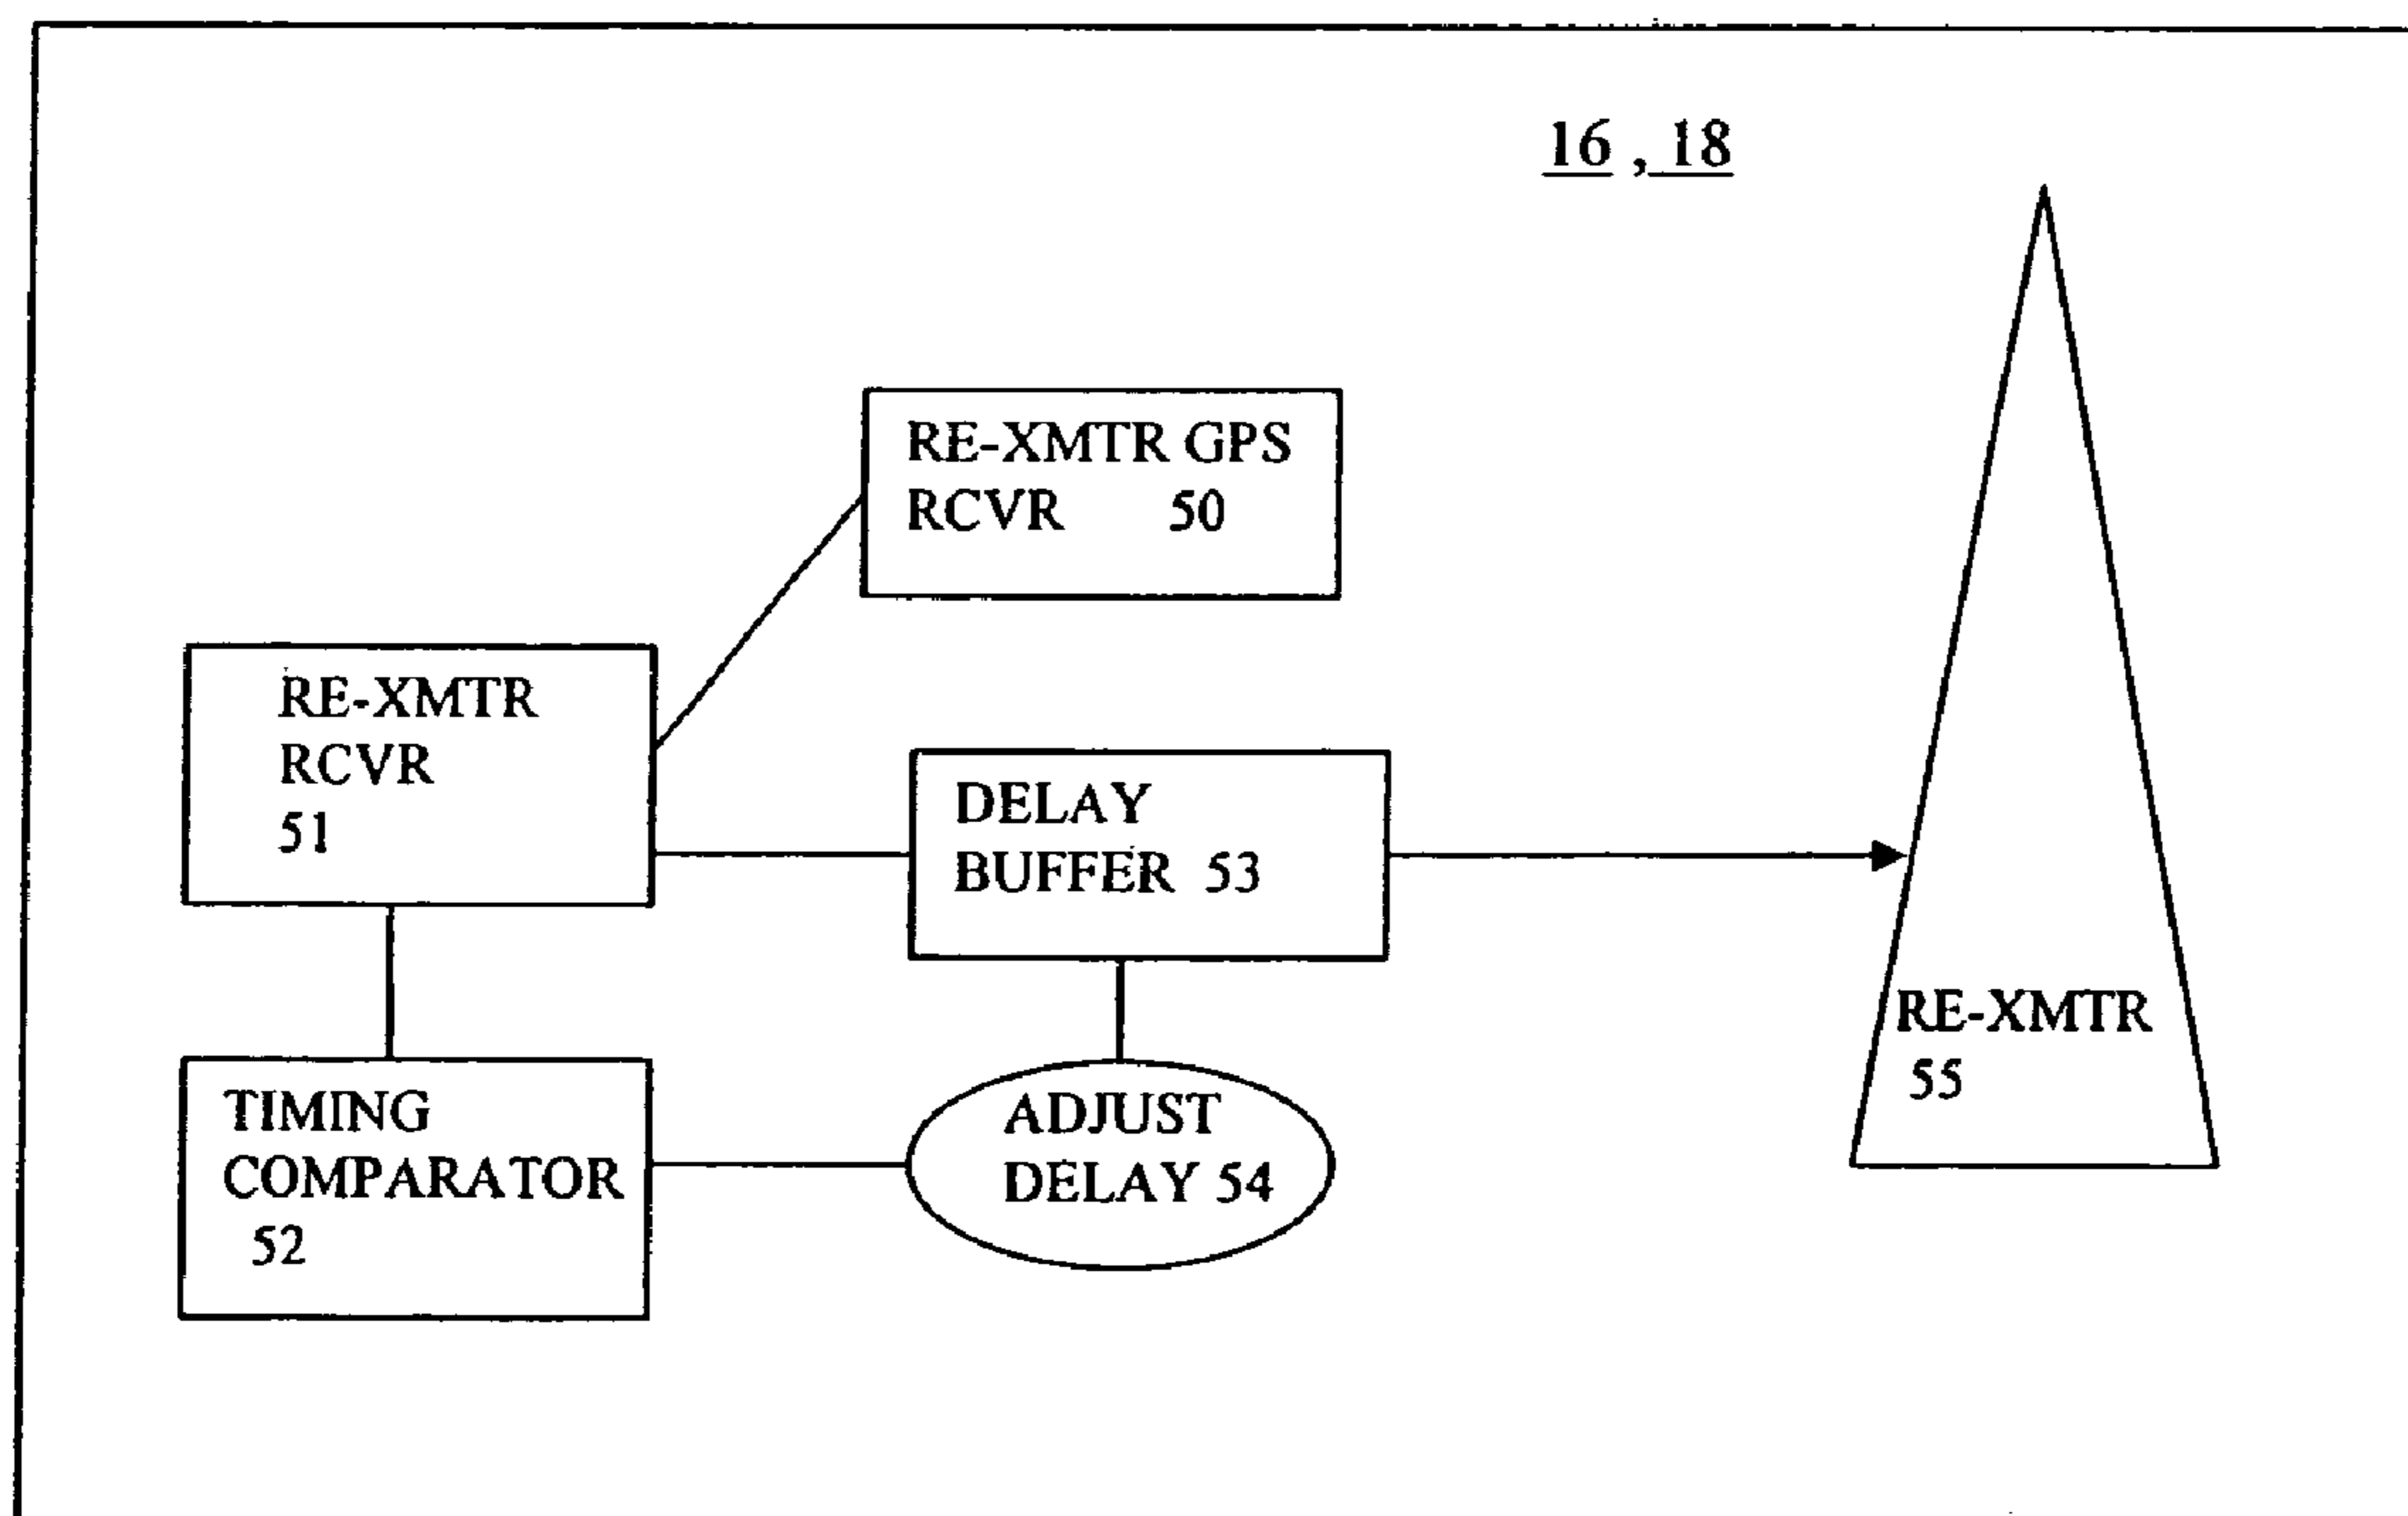 16 , 18
RE-XMTR GPS
RCVR 50
RE-XMTR
RCVR
51
DELAY
BUFFER 53
RE-XMTR
55
TIMING
COMPARATOR
52
ADJUST
DELAY 54